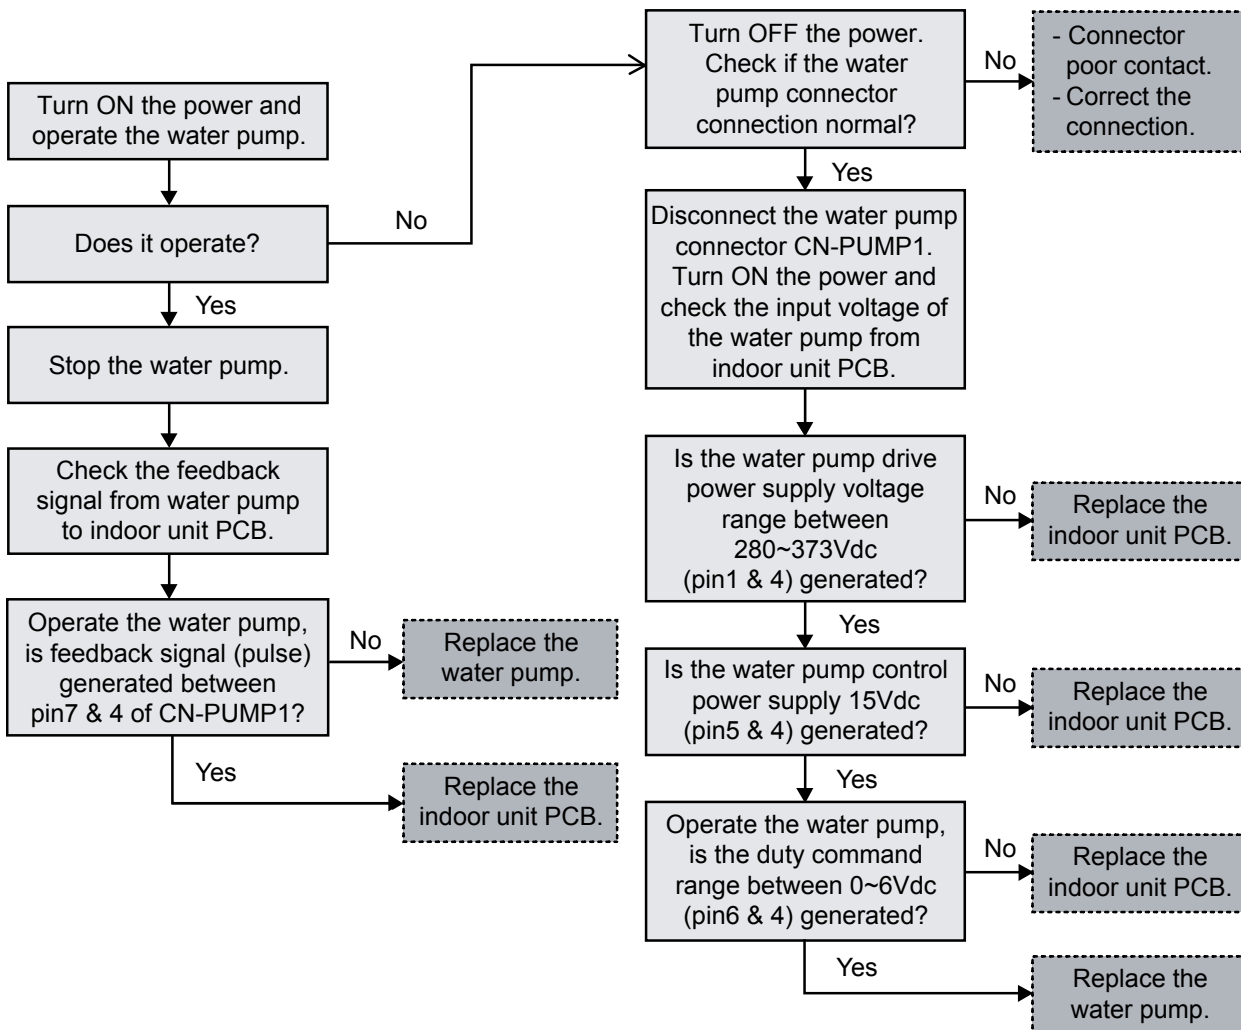 Turn ON the power and
operate the water pump.
Does it operate?
No
Yes
Stop the water pump.
Check the feedback
signal from water pump
to indoor unit PCB.
Operate the water pump,
is feedback signal (pulse)
generated between
pin7 & 4 of CN-PUMP1?
No
Replace the
water pump.
Yes
Replace the
indoor unit PCB.
Turn OFF the power.
Check if the water
pump connector
connection normal?
No
- Connector
poor contact.
- Correct the
connection.
Yes
Disconnect the water pump
connector CN-PUMP1.
Turn ON the power and
check the input voltage of
the water pump from
indoor unit PCB.
Is the water pump drive
power supply voltage
range between
280~373Vdc
(pin1 & 4) generated?
No
Replace the
indoor unit PCB.
Yes
Is the water pump control
power supply 15Vdc
(pin5 & 4) generated?
No
Replace the
indoor unit PCB.
Yes
Operate the water pump,
is the duty command
range between 0~6Vdc
(pin6 & 4) generated?
No
Replace the
indoor unit PCB.
Yes
Replace the
water pump.